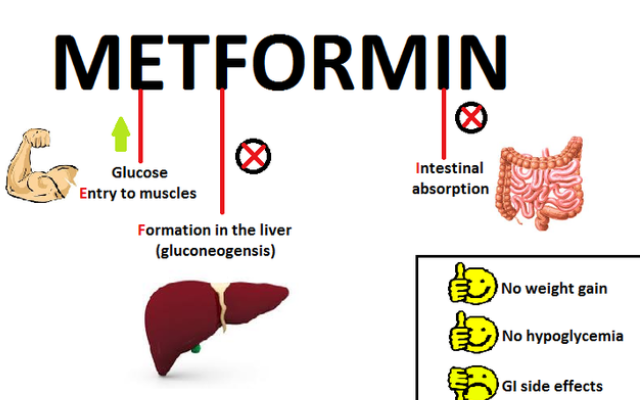 METFORMIN
Glucose
Entry to muscles
Intestinal
absorption
Formation in the liver
(gluconeogensis)
No weight gain
No hypoglycemia
GI side effects